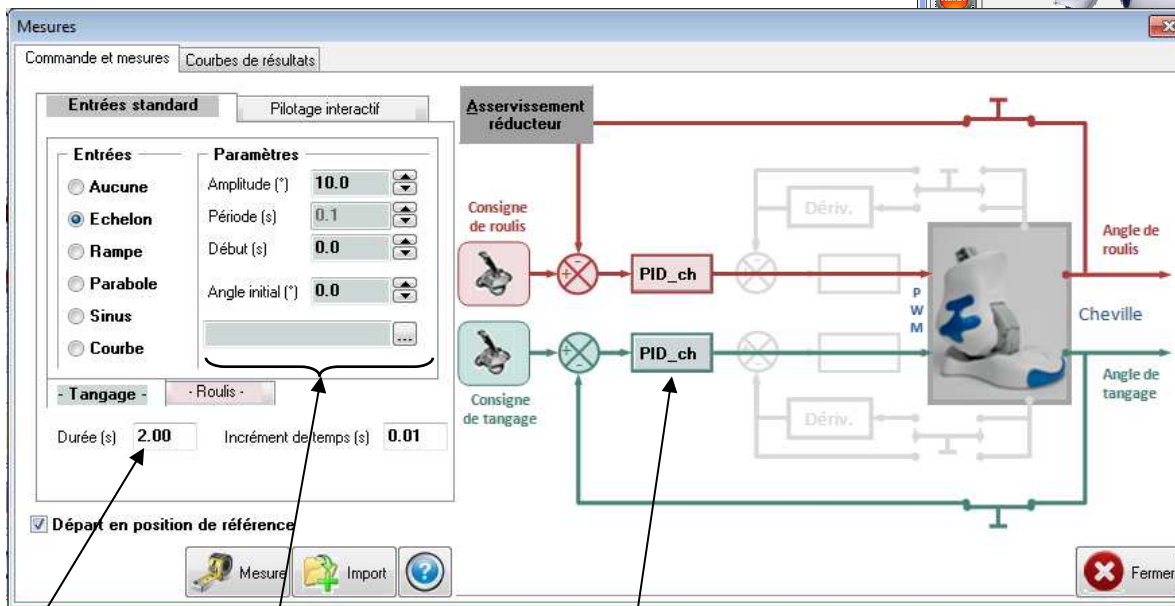 Mesures
Commande et mesures
Courbes de résultats
Entrées standard
Pilotage interactif
Entrées
Aucune
Echelon
Rampe
Parabole
Sinus
Courbe
Paramètres
Amplitude (°) 10.0
Période (s) 0.1
Début (s) 0.0
Angle initial (°) 0.0
...
- Tangage -
- Roulis -
Durée (s) 2.00
Incrément de temps (s) 0.01
Départ en position de référence
Mesure
Import
?
Asservissement
réducteur
Consigne
de roulis
PID_ch
Dériv.
Angle de
roulis
P
W
M
Cheville
PID_ch
Consigne
de tangage
Dériv.
Angle de
tangage
Fermer